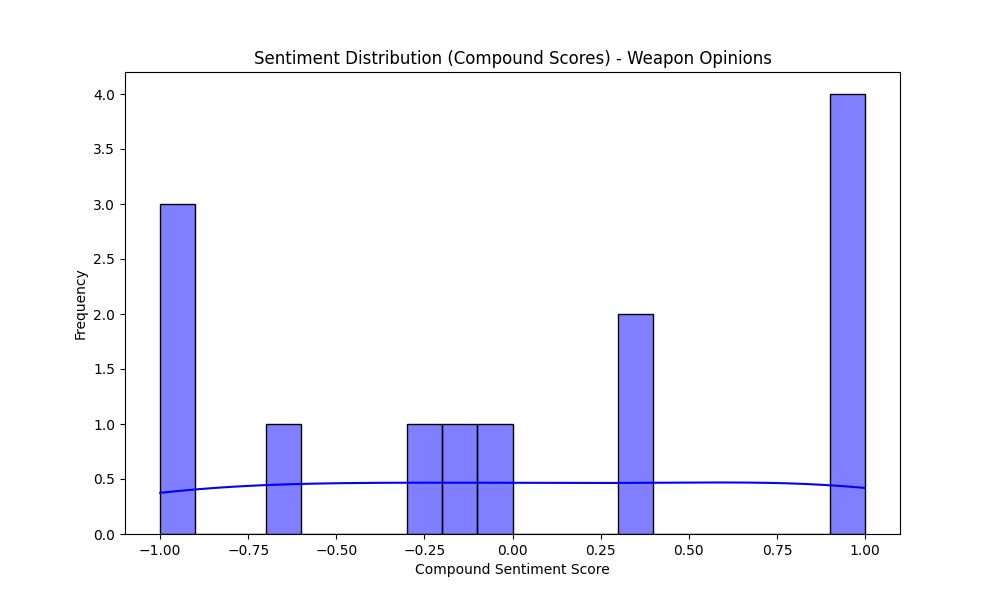 Sentiment Distribution (Compound Scores) - Weapon Opinions
Frequency
4.0
3.5
3.0
2.5
2.0
1.5
1.0
0.5
0.0
−1.00 −0.75 −0.50 −0.25 0.00 0.25 0.50 0.75 1.00
Compound Sentiment Score